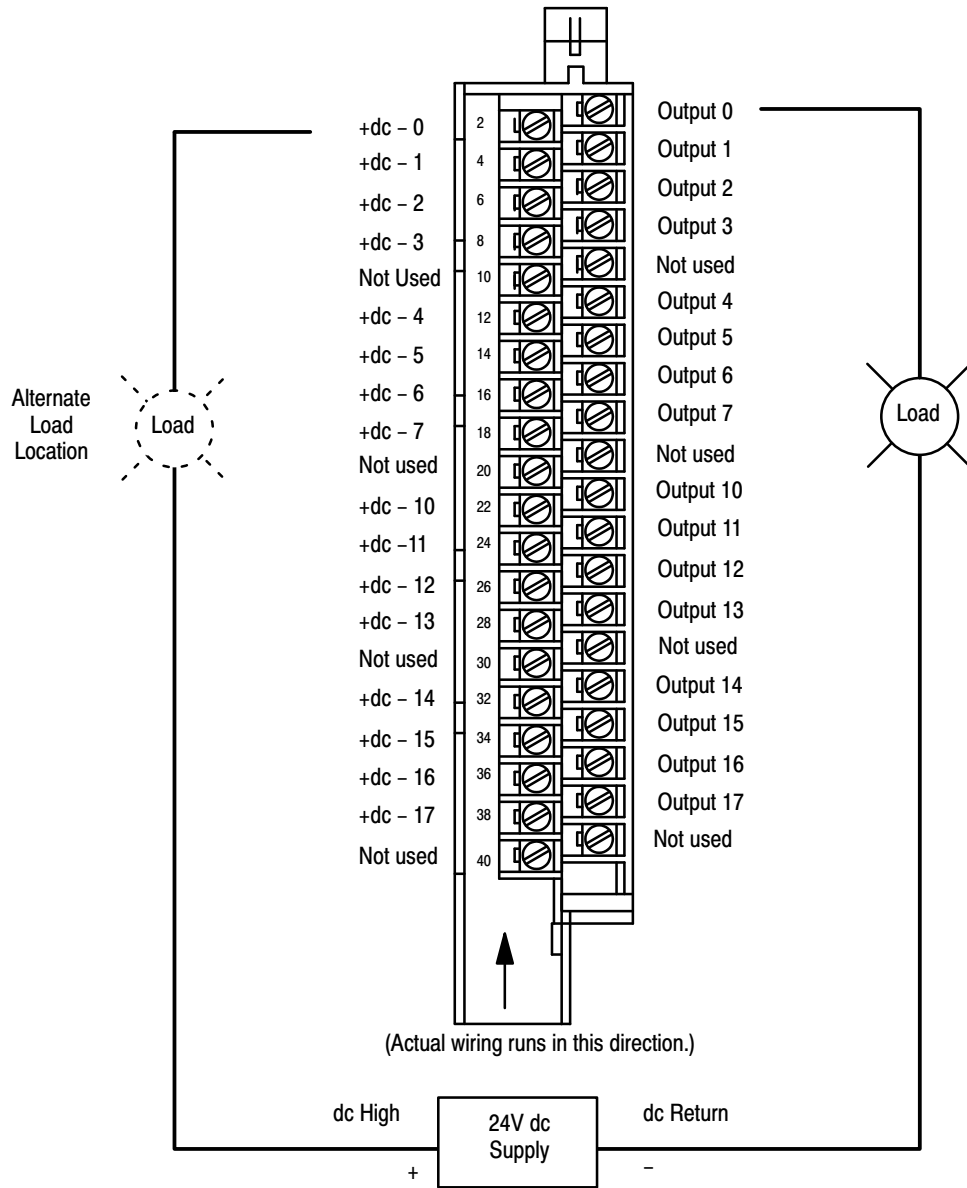 +dc – 0 2 Output 0
+dc – 1 4 Output 1
+dc – 2 6 Output 2
+dc – 3 8 Output 3
Not Used 10 Not used
+dc – 4 12 Output 4
+dc – 5 14 Output 5
+dc – 6 16 Output 6
+dc – 7 18 Output 7
Not used 20 Not used
+dc – 10 22 Output 10
+dc –11 24 Output 11
+dc – 12 26 Output 12
+dc – 13 28 Output 13
Not used 30 Not used
+dc – 14 32 Output 14
+dc – 15 34 Output 15
+dc – 16 36 Output 16
+dc – 17 38 Output 17
Not used 40 Not used
Alternate
Load
Location
Load
Load
(Actual wiring runs in this direction.)
dc High
24V dc
Supply
dc Return
+
–